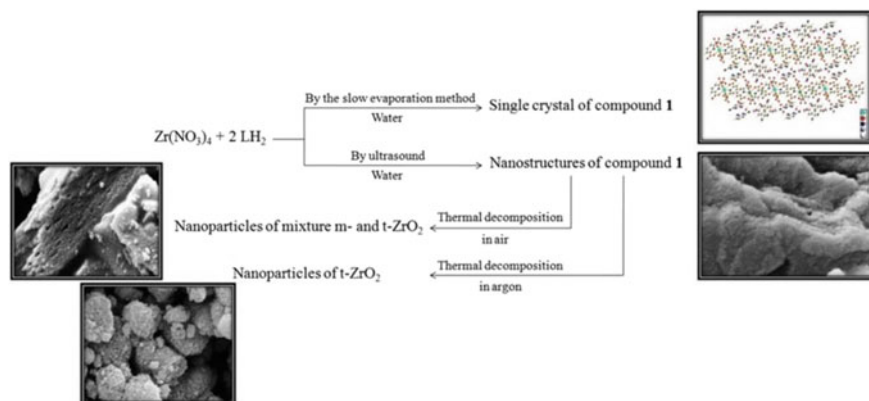 By the slow evaporation method
Water
Single crystal of compound 1
Zr(NO₃)₄ + 2 LH₂
By ultrasound
Water
Nanostructures of compound 1
Nanoparticles of mixture m- and t-ZrO₂
Thermal decomposition
in air
Nanoparticles of t-ZrO₂
Thermal decomposition
in argon